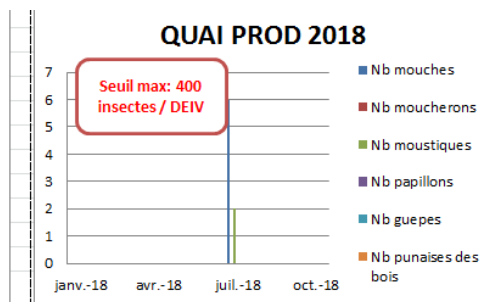 QUAI PROD 2018
7
6
5
4
3
2
1
0
Seuil max: 400
insectes / DEIV
janv.-18 avr.-18 juil.-18 oct.-18
Nb mouches
Nb moucherons
Nb moustiques
Nb papillons
Nb guepes
Nb punaises des
bois